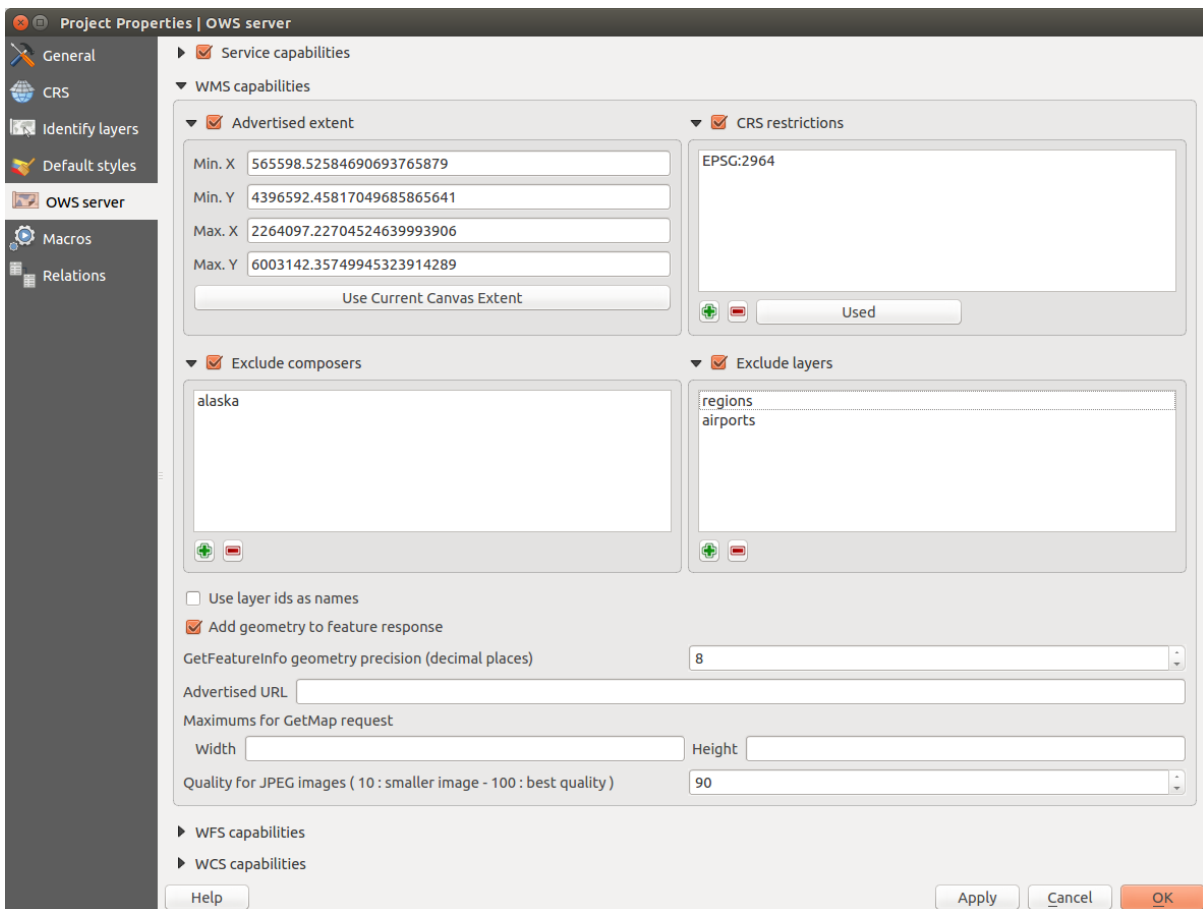 Project Properties | OWS server
General
CRS
Identify layers
Default styles
OWS server
Macros
Relations
Service capabilities
WMS capabilities
Advertised extent
Min. X 565598.52584690693765879
Min. Y 4396592.45817049685865641
Max. X 2264097.22704524639993906
Max. Y 6003142.35749945323914289
Use Current Canvas Extent
CRS restrictions
EPSG:2964
Used
Exclude composers
alaska
Exclude layers
regions
airports
Use layer ids as names
Add geometry to feature response
GetFeatureInfo geometry precision (decimal places) 8
Advertised URL
Maximums for GetMap request
Width Height
Quality for JPEG images ( 10 : smaller image - 100 : best quality ) 90
WFS capabilities
WCS capabilities
Help Apply Cancel OK